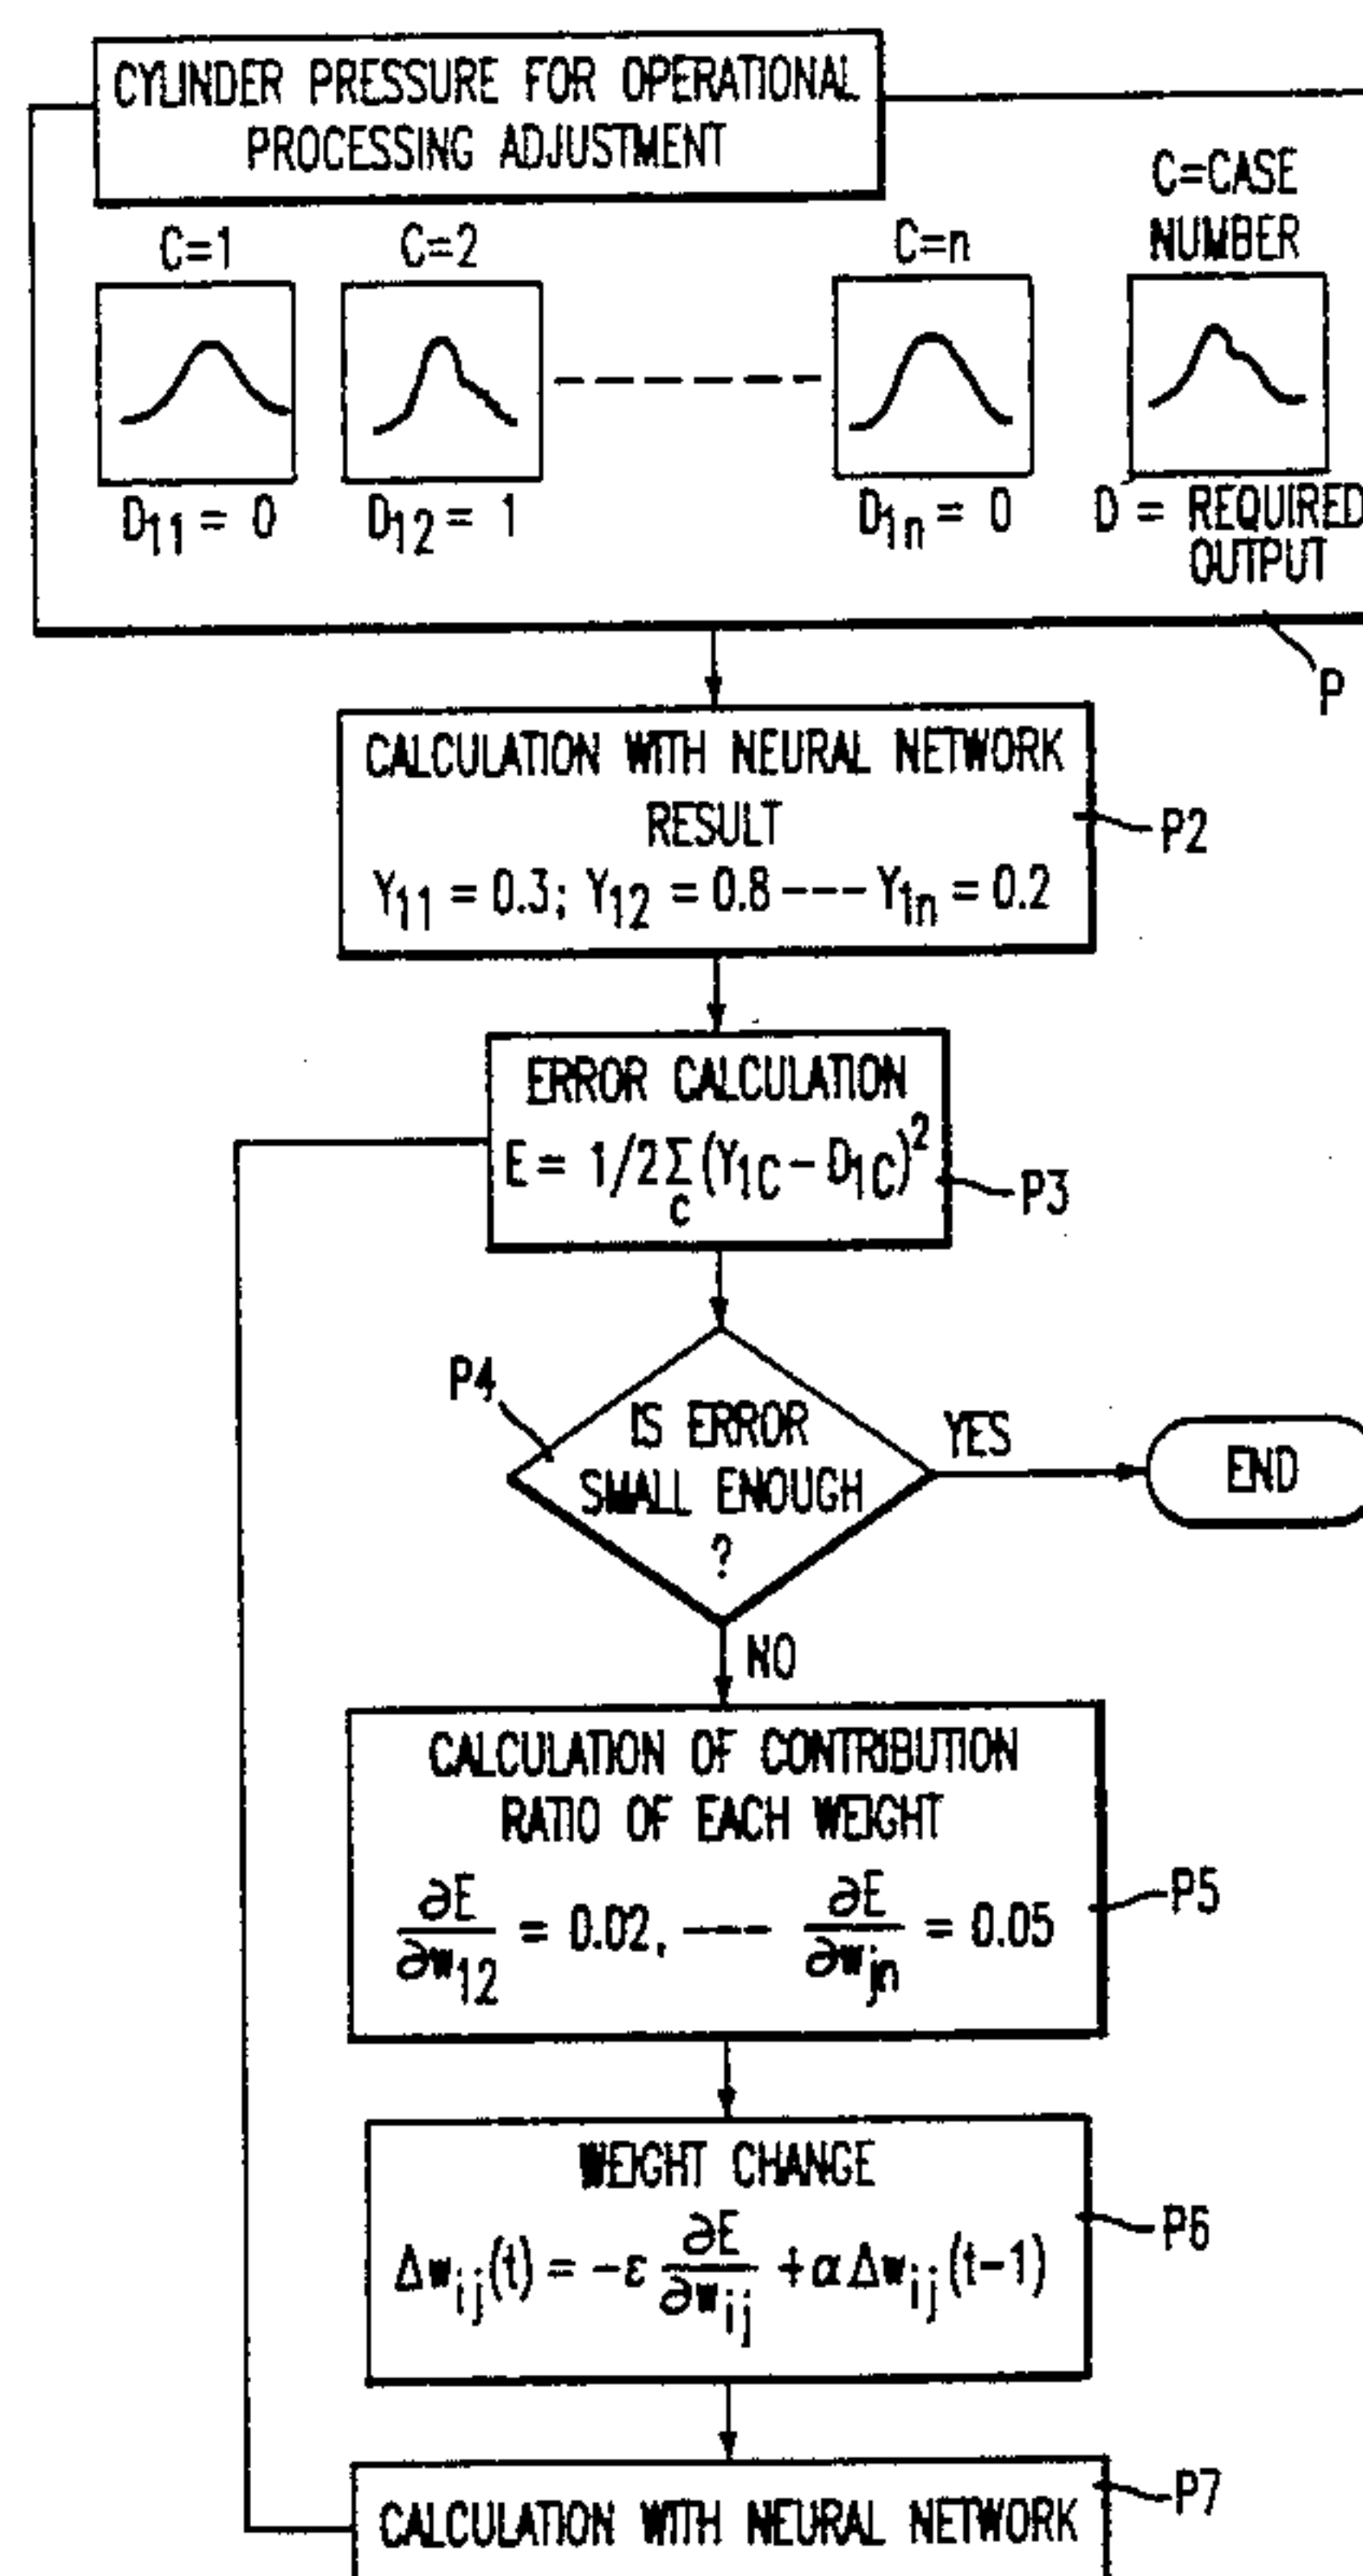 CYLINDER PRESSURE FOR OPERATIONAL
PROCESSING ADJUSTMENT
C=1
C=2
C=n
C=CASE
NUMBER
D11 = 0
D12 = 1
D1n = 0
D = REQUIRED
OUTPUT
P
CALCULATION WITH NEURAL NETWORK
RESULT
Y11 = 0.3; Y12 = 0.8 ---- Y1n = 0.2
P2
ERROR CALCULATION
E = 1/2 Σc (Y1C - D1C)²
P3
P4
IS ERROR
SMALL ENOUGH
?
YES
END
NO
CALCULATION OF CONTRIBUTION
RATIO OF EACH WEIGHT
∂E/∂w12 = 0.02, --- ∂E/∂wjn = 0.05
P5
WEIGHT CHANGE
Δwij(t) = -ε ∂E/∂wij + α Δwij(t-1)
P6
P7
CALCULATION WITH NEURAL NETWORK